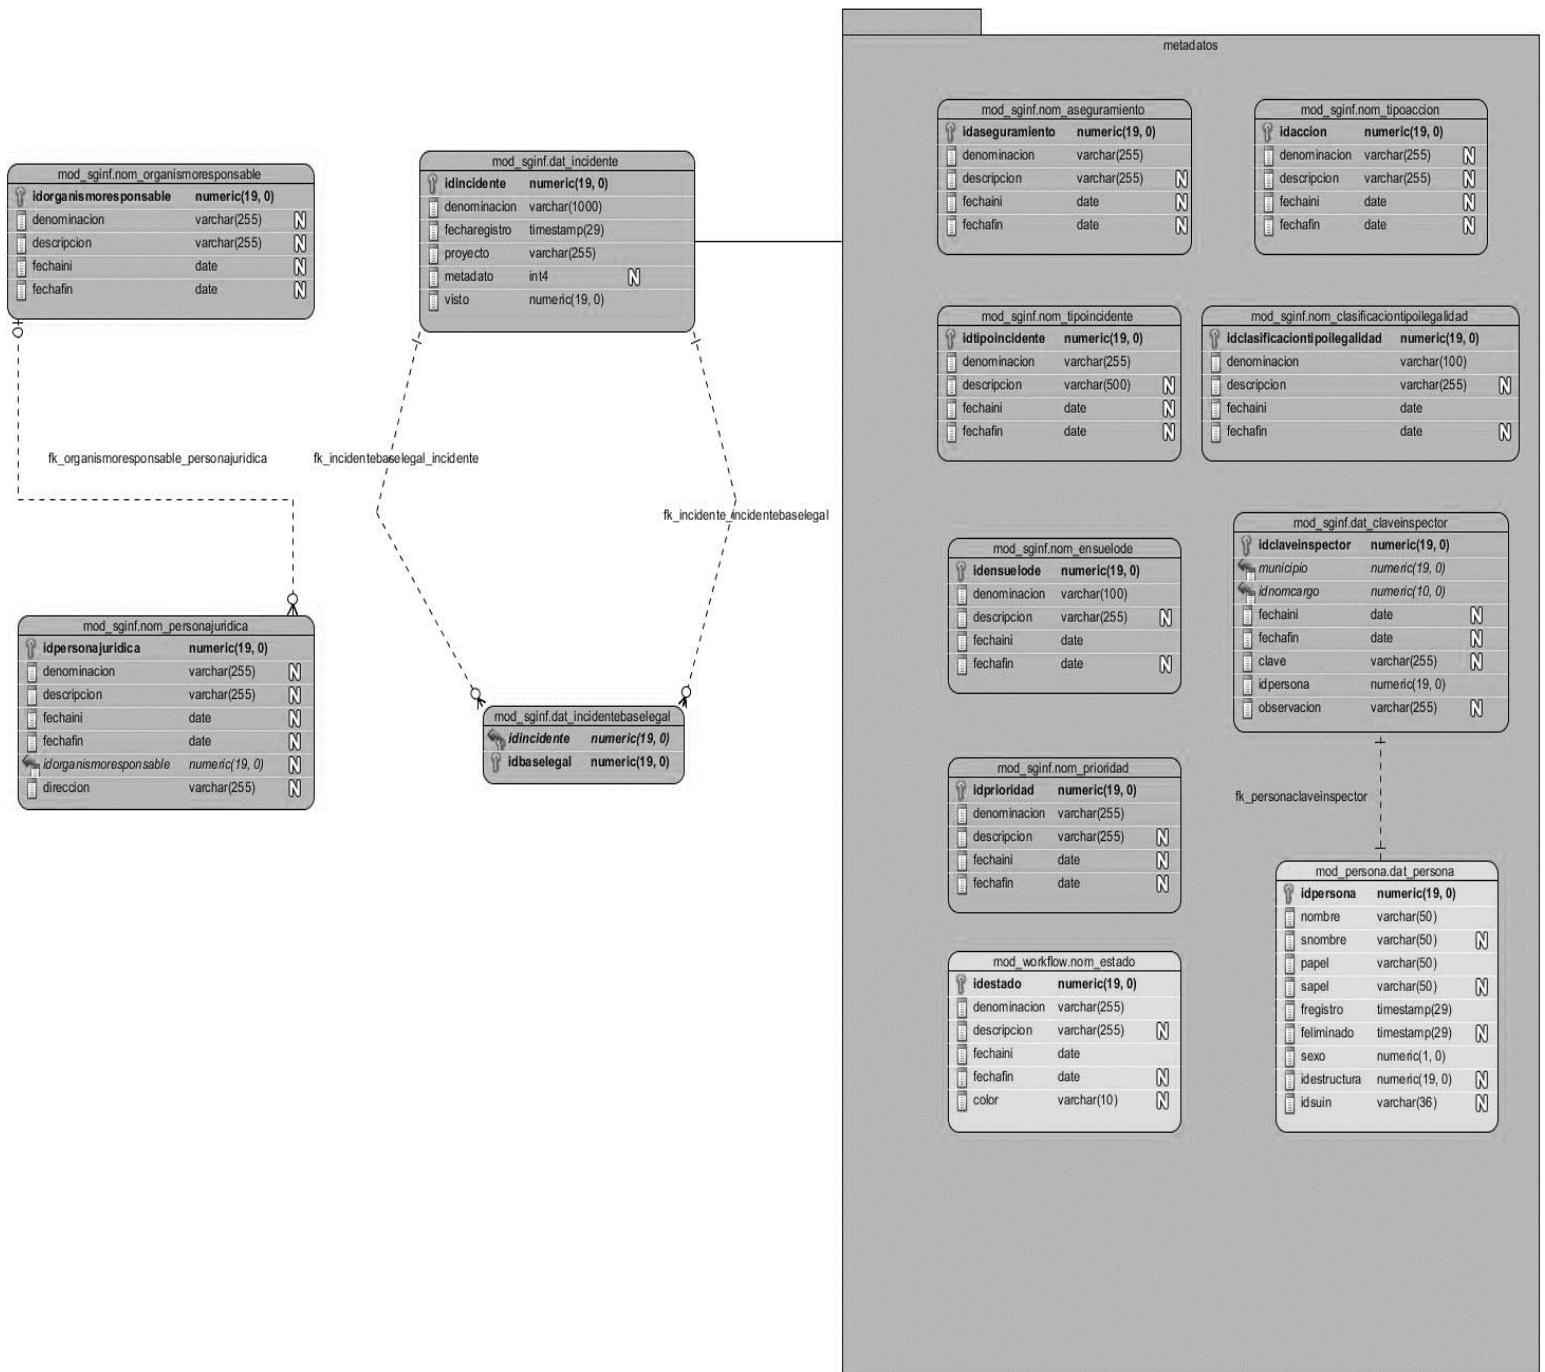 metadatos
mod_sginf.nom_organismoresponsable
idorganismoresponsable numeric(19, 0)
denominacion varchar(255) N
descripcion varchar(255) N
fechaini date N
fechafin date N
mod_sginf.dat_incidente
idincidente numeric(19, 0)
denominacion varchar(1000)
fecharegistro timestamp(29)
proyecto varchar(255)
metadato int4 N
visto numeric(19, 0)
fk_organismoresponsable_personajuridica
fk_incidentebaselegal_incidente
fk_incidente_incidentebaselegal
mod_sginf.nom_personajuridica
idpersonajuridica numeric(19, 0)
denominacion varchar(255) N
descripcion varchar(255) N
fechaini date N
fechafin date N
idorganismoresponsable numeric(19, 0) N
direccion varchar(255) N
mod_sginf.dat_incidentebaselegal
idincidente numeric(19, 0)
idbaselegal numeric(19, 0)
mod_sginf.nom_aseguramiento
idaseguramiento numeric(19, 0)
denominacion varchar(255)
descripcion varchar(255) N
fechaini date N
fechafin date N
mod_sginf.nom_tipoaccion
idaccion numeric(19, 0)
denominacion varchar(255) N
descripcion varchar(255) N
fechaini date N
fechafin date N
mod_sginf.nom_tipoincidente
idtipoincidente numeric(19, 0)
denominacion varchar(255)
descripcion varchar(500) N
fechaini date N
fechafin date N
mod_sginf.nom_clasificaciontipoilegalidad
idclasificaciontipoilegalidad numeric(19, 0)
denominacion varchar(100)
descripcion varchar(255) N
fechaini date
fechafin date N
mod_sginf.nom_ensuelode
idensuelode numeric(19, 0)
denominacion varchar(100)
descripcion varchar(255) N
fechaini date
fechafin date N
mod_sginf.dat_claveinspector
idclaveinspector numeric(19, 0)
municipio numeric(19, 0)
idnomcargo numeric(10, 0)
fechaini date N
fechafin date N
clave varchar(255) N
idpersona numeric(19, 0)
observacion varchar(255) N
mod_sginf.nom_prioridad
idprioridad numeric(19, 0)
denominacion varchar(255)
descripcion varchar(255) N
fechaini date N
fechafin date N
fk_personaclaveinspector
mod_workflow.nom_estado
idestado numeric(19, 0)
denominacion varchar(255)
descripcion varchar(255) N
fechaini date
fechafin date N
color varchar(10) N
mod_persona.dat_persona
idpersona numeric(19, 0)
nombre varchar(50)
snombre varchar(50) N
papel varchar(50)
sapel varchar(50) N
fregistro timestamp(29)
feliminado timestamp(29) N
sexo numeric(1, 0)
idestructura numeric(19, 0) N
idsuin varchar(36) N